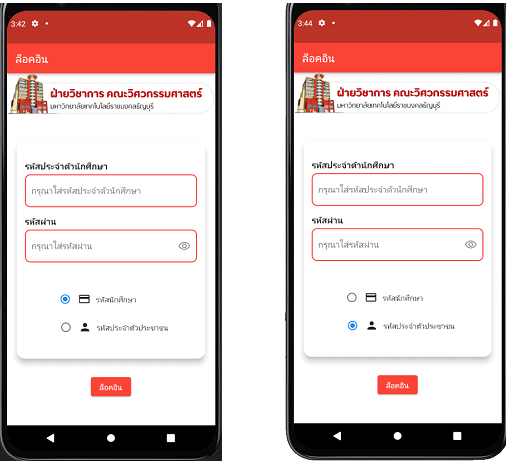 3:42
ล็อคอิน
ฝ่ายวิชาการ คณะวิศวกรรมศาสตร์
มหาวิทยาลัยเทคโนโลยีราชมงคลธัญบุรี
รหัสประจำตัวนักศึกษา
กรุณาใส่รหัสประจำตัวนักศึกษา
รหัสผ่าน
กรุณาใส่รหัสผ่าน
รหัสนักศึกษา
รหัสประจำตัวประชาชน
ล็อคอิน
3:44
ล็อคอิน
ฝ่ายวิชาการ คณะวิศวกรรมศาสตร์
มหาวิทยาลัยเทคโนโลยีราชมงคลธัญบุรี
รหัสประจำตัวนักศึกษา
กรุณาใส่รหัสประจำตัวนักศึกษา
รหัสผ่าน
กรุณาใส่รหัสผ่าน
รหัสนักศึกษา
รหัสประจำตัวประชาชน
ล็อคอิน